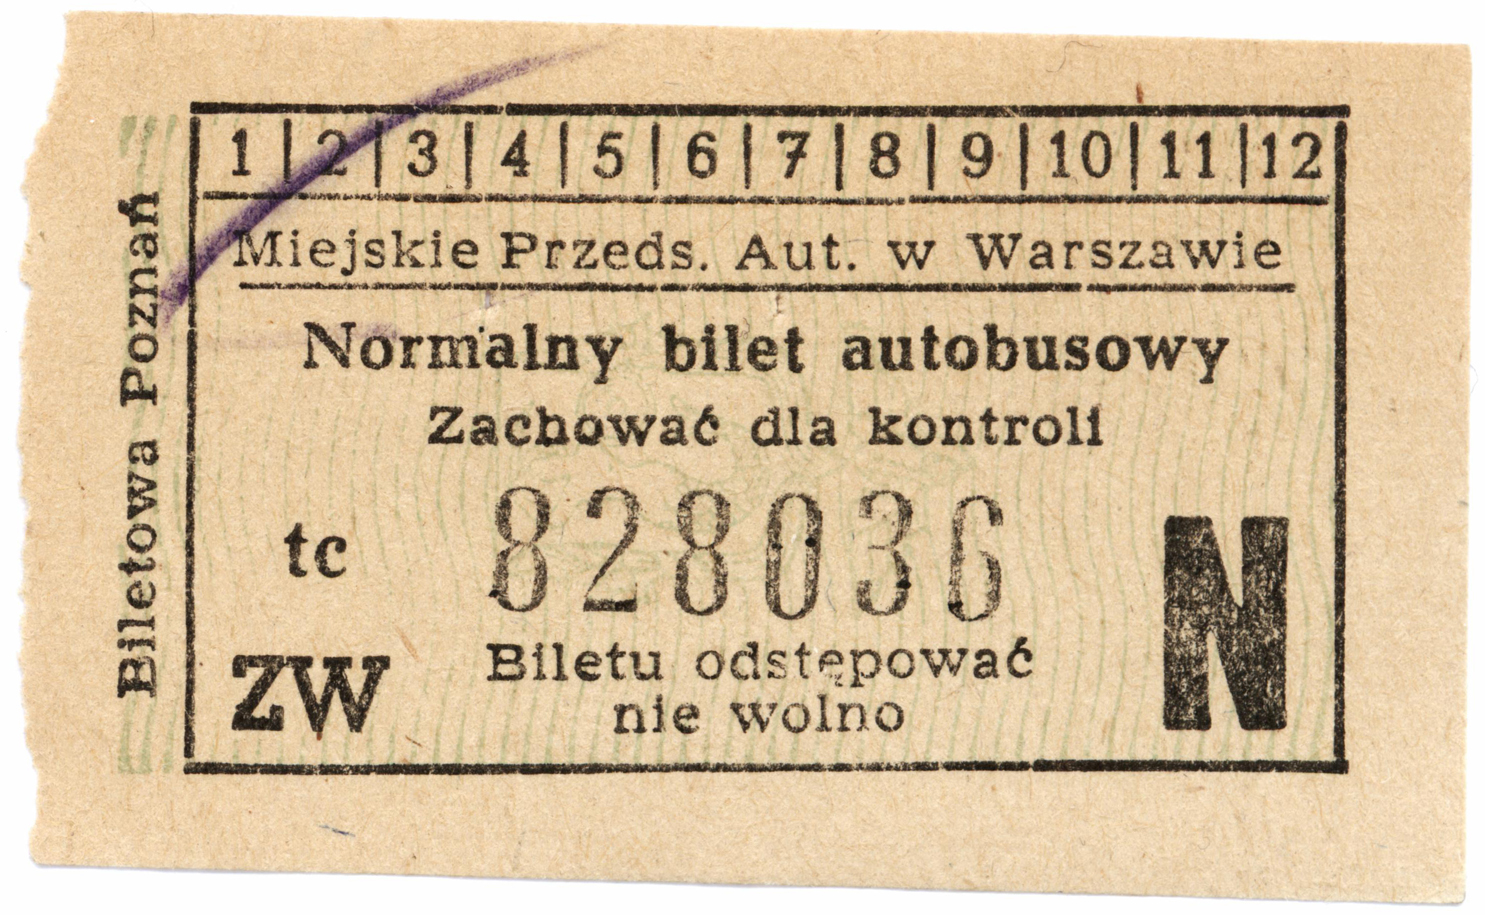 1 | 2 | 3 | 4 | 5 | 6 | 7 | 8 | 9 | 10 | 11 | 12
Miejskie Przeds. Aut. w Warszawie
Normalny bilet autobusowy
Zachować dla kontroli
tc 828036
ZW
Biletu odstępować
nie wolno
N
Biletowa Poznań